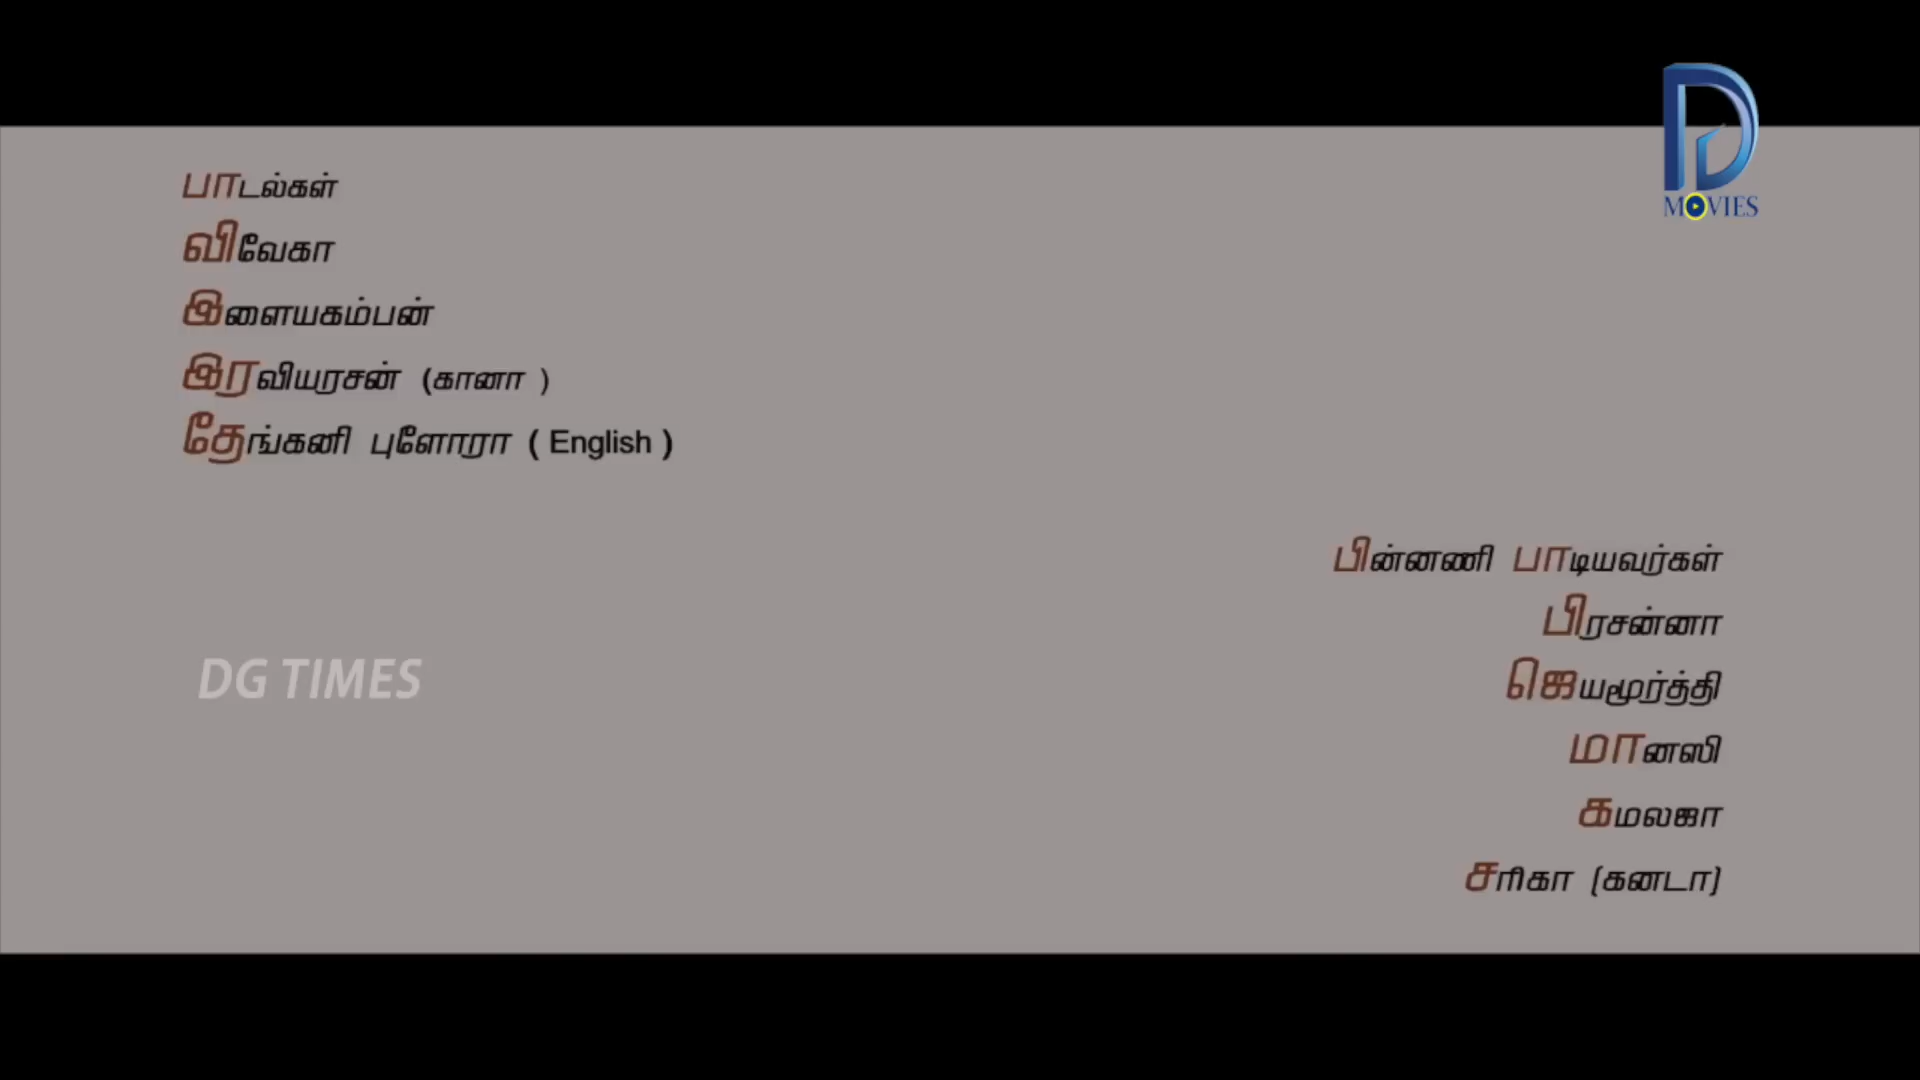 பாடல்கள்
விவேகா
இளையகம்பன்
இரவியரசன் (கானா )
தேங்கனி புளோரா ( English )
பின்னணி பாடியவர்கள்
பிரசன்னா
ஜெயமூர்த்தி
மானஸி
கமலஜா
சரிகா (கனடா)
DG TIMES
D
MOVIES